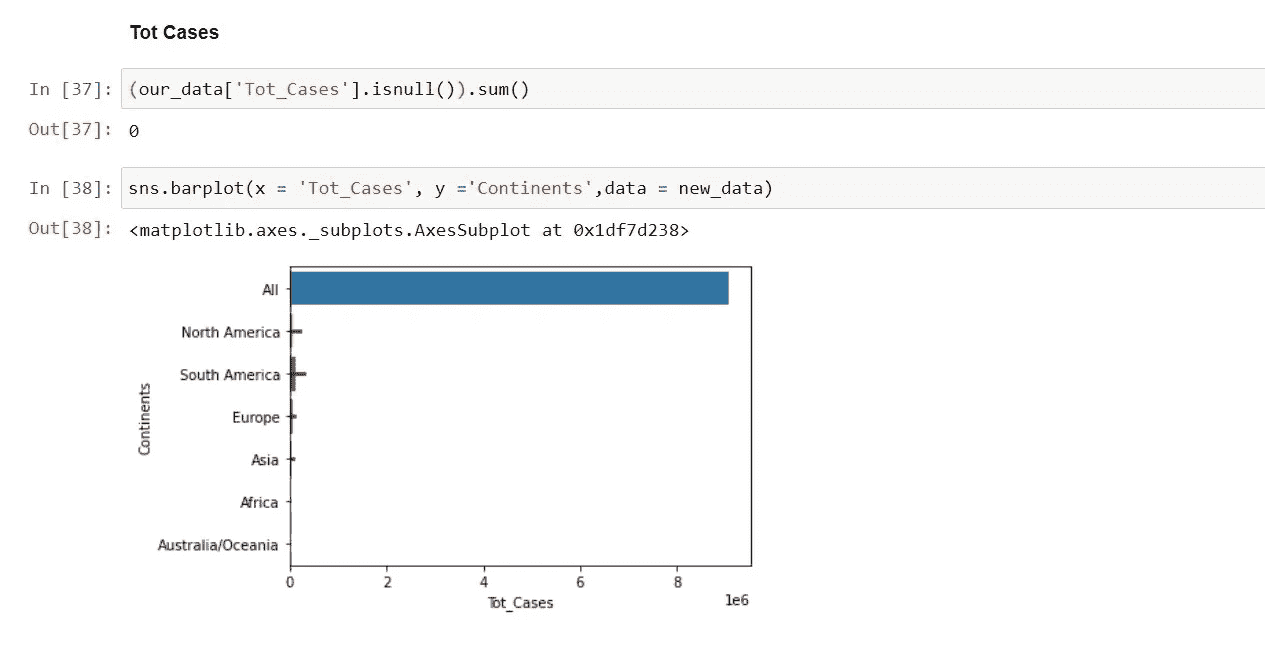 Tot Cases
In [37]: (our_data['Tot_Cases'].isnull()).sum()
Out[37]: 0
In [38]: sns.barplot(x = 'Tot_Cases', y ='Continents',data = new_data)
Out[38]: <matplotlib.axes._subplots.AxesSubplot at 0x1df7d238>
All
North America
South America
Europe
Asia
Africa
Australia/Oceania
Continents
0 2 4 6 8
1e6
Tot_Cases